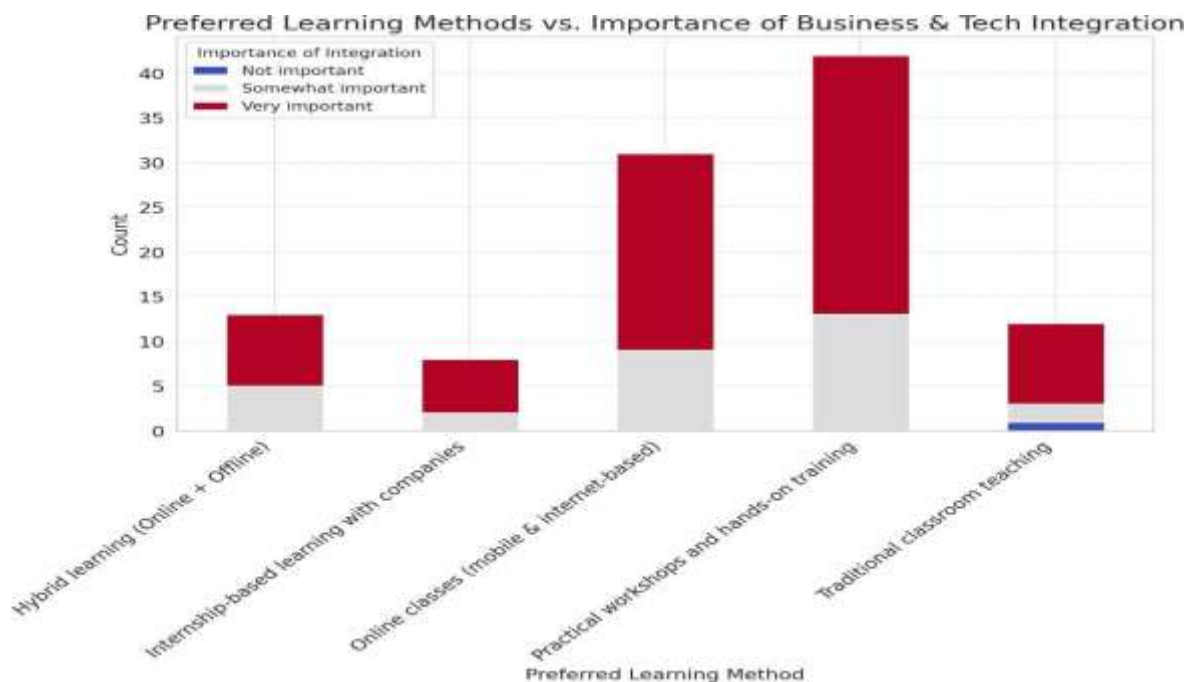 Preferred Learning Methods vs. Importance of Business & Tech Integration
Importance of Integration
Not important
Somewhat important
Very important
40
35
30
25
20
15
10
5
0
Count
Hybrid learning (Online + Offline)
Internship-based learning with companies
Online classes (mobile & internet-based)
Practical workshops and hands-on training
Traditional classroom teaching
Preferred Learning Method